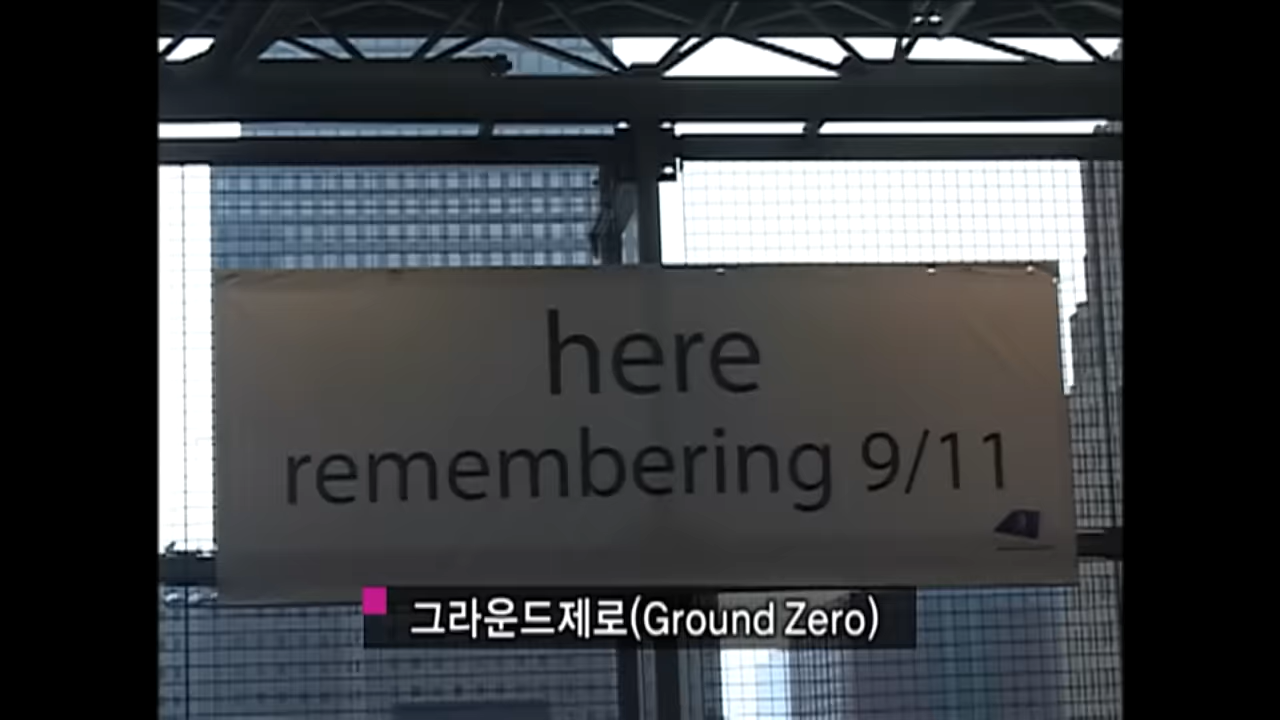 here
remembering 9/11
그라운드제로(Ground Zero)